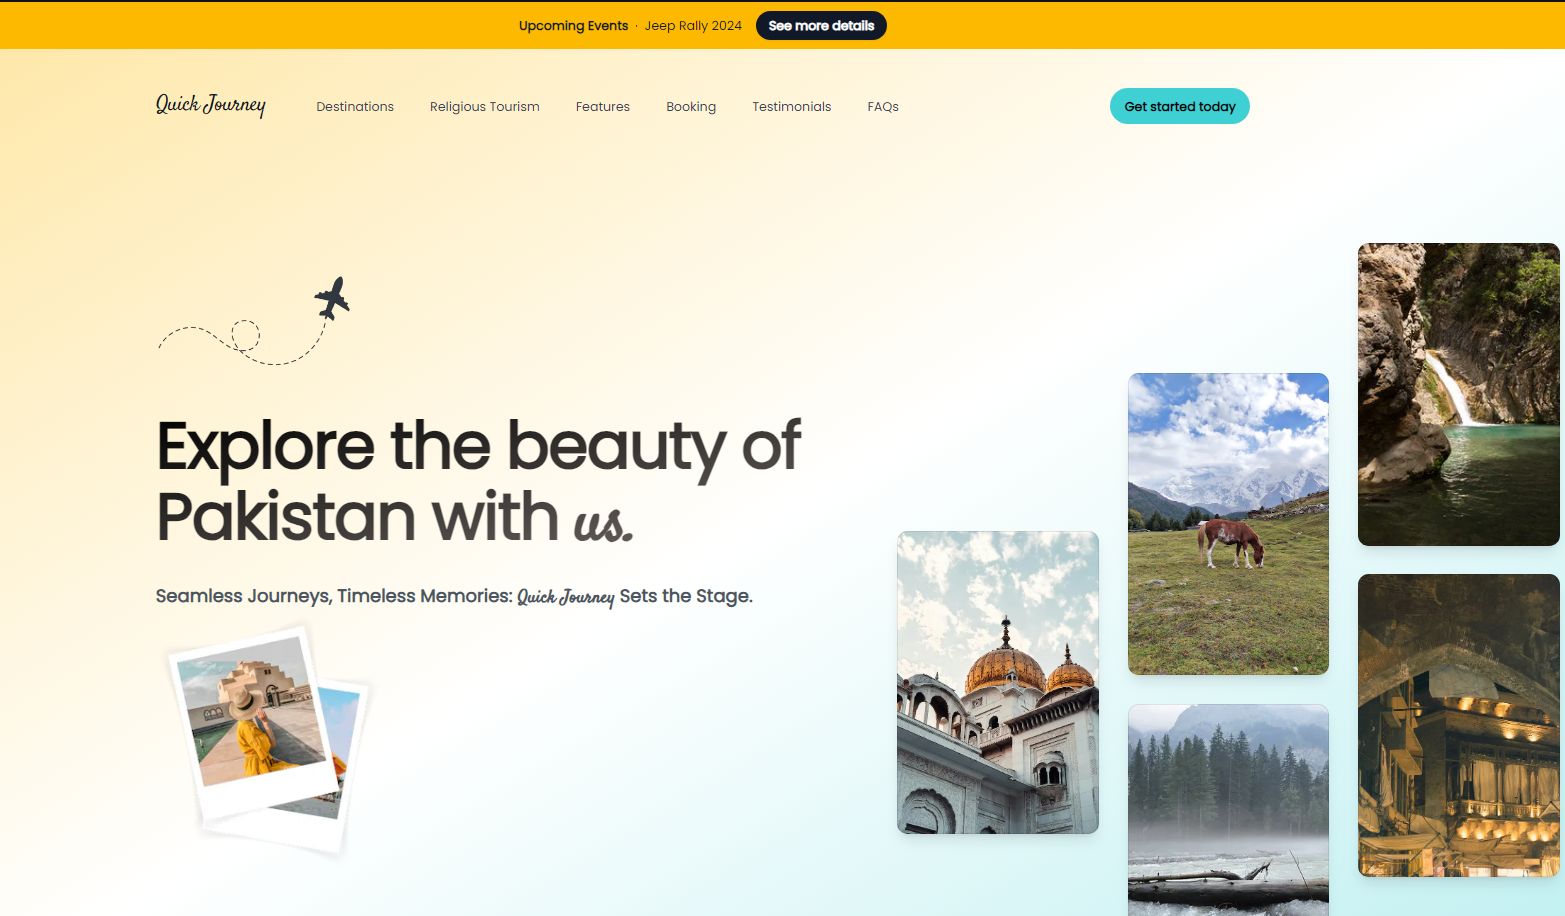 Upcoming Events · Jeep Rally 2024 See more details
Quick Journey Destinations Religious Tourism Features Booking Testimonials FAQs Get started today
Explore the beauty of
Pakistan with us.
Seamless Journeys, Timeless Memories: Quick Journey Sets the Stage.